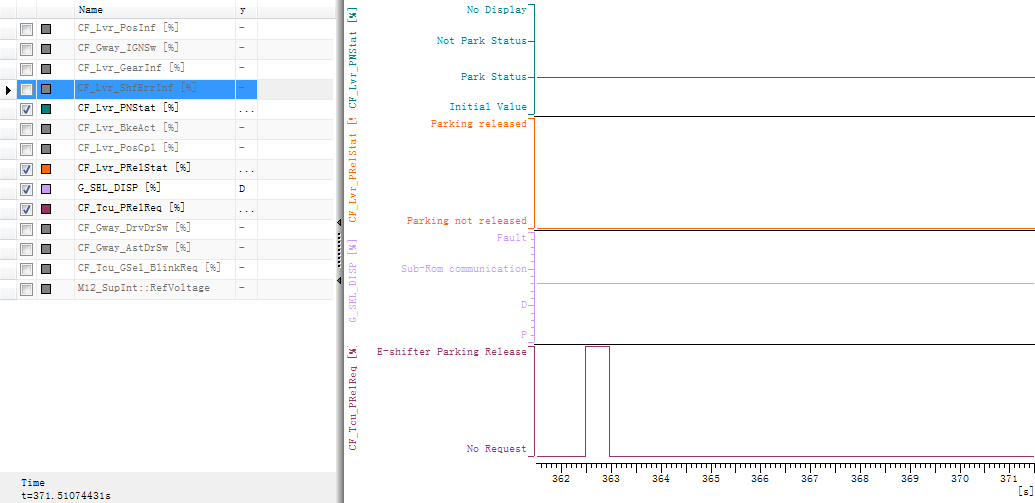 Name y
CF_Lvr_PosInf [%] -
CF_Gway_IGNSw [%] -
CF_Lvr_GearInf [%] -
CF_Lvr_ShfErrInf [%] -
CF_Lvr_PNStat [%] ...
CF_Lvr_BkeAct [%] -
CF_Lvr_PosCpl [%] -
CF_Lvr_PRelStat [%] ...
G_SEL_DISP [%] D
CF_Tcu_PRelReq [%] ...
CF_Gway_DrvDrSw [%] -
CF_Gway_AstDrSw [%] -
CF_Tcu_GSel_BlinkReq [%] -
M12_SupInt::RefVoltage -
Time
t=371.51074431s
CF_Lvr_PNStat [%]
No Display
Not Park Status
Park Status
Initial Value
CF_Lvr_PRelStat [%
Parking released
Parking not released
G_SEL_DISP [%]
Fault
Sub-Rom communication
D
P
CF_Tcu_PRelReq [%
E-shifter Parking Release
No Request
362 363 364 365 366 367 368 369 370 371
[s]